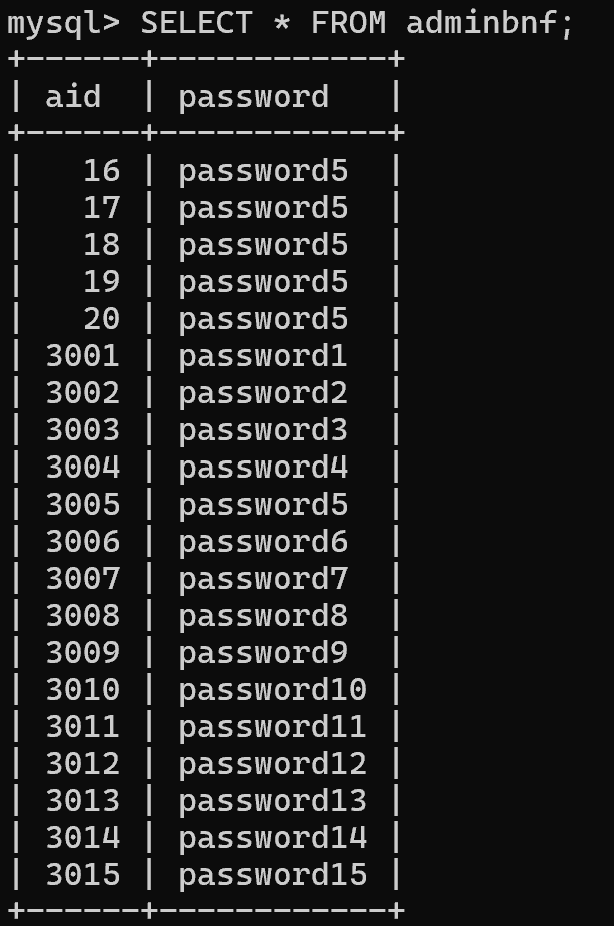 mysql> SELECT * FROM adminbnf;
+------+------------+
| aid  | password   |
+------+------------+
|   16 | password5  |
|   17 | password5  |
|   18 | password5  |
|   19 | password5  |
|   20 | password5  |
| 3001 | password1  |
| 3002 | password2  |
| 3003 | password3  |
| 3004 | password4  |
| 3005 | password5  |
| 3006 | password6  |
| 3007 | password7  |
| 3008 | password8  |
| 3009 | password9  |
| 3010 | password10 |
| 3011 | password11 |
| 3012 | password12 |
| 3013 | password13 |
| 3014 | password14 |
| 3015 | password15 |
+------+------------+